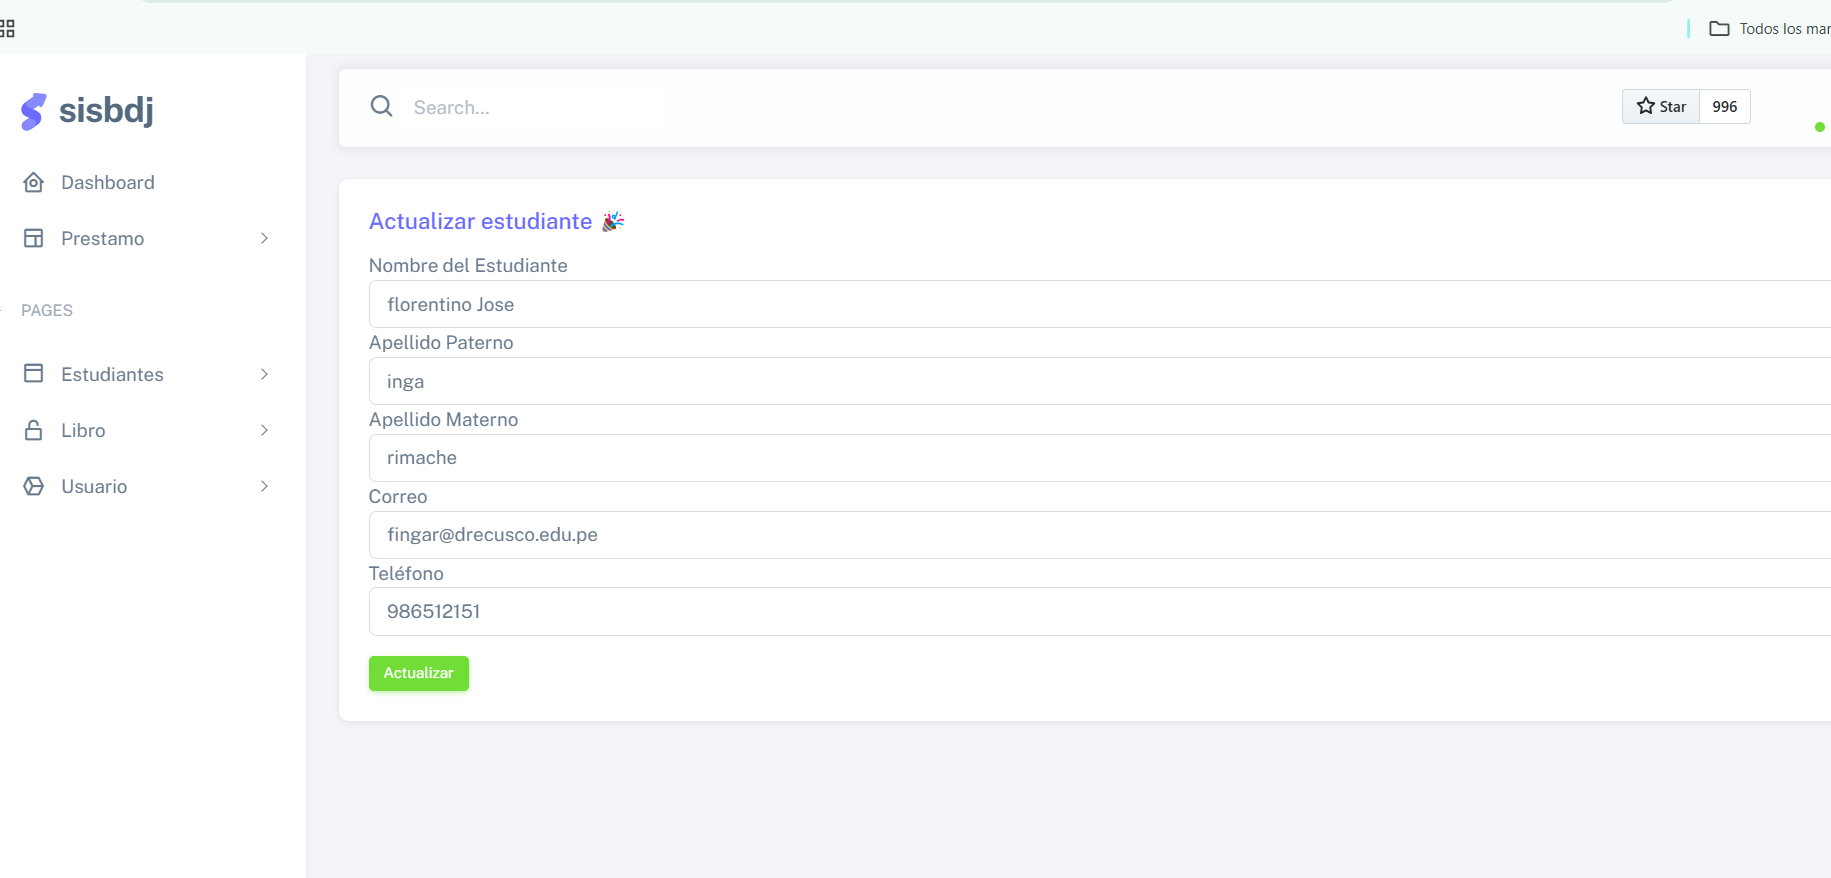 Todos los mar
sisbdj
Search...
Star 996
Dashboard
Prestamo
PAGES
Estudiantes
Libro
Usuario
Actualizar estudiante
Nombre del Estudiante
florentino Jose
Apellido Paterno
inga
Apellido Materno
rimache
Correo
fingar@drecusco.edu.pe
Teléfono
986512151
Actualizar